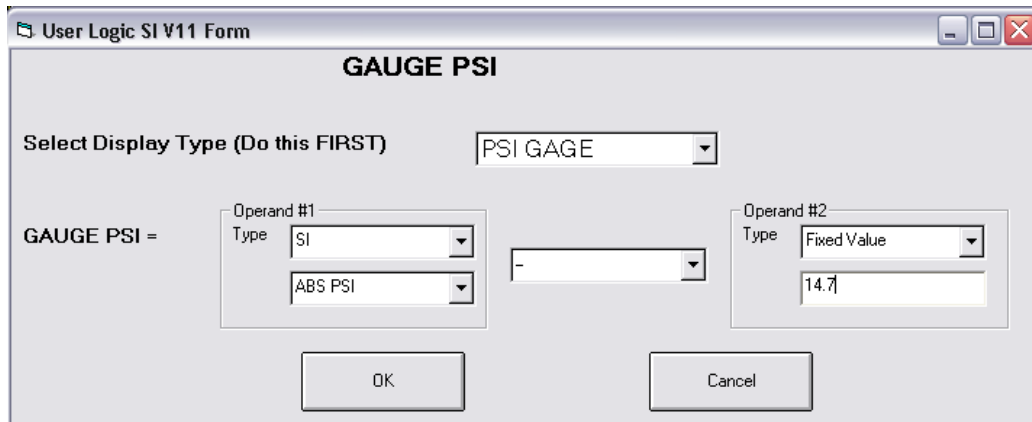 User Logic SI V11 Form
GAUGE PSI
Select Display Type (Do this FIRST) PSI GAGE
Operand #1 Operand #2
GAUGE PSI = Type SI - Type Fixed Value
ABS PSI 14.7
OK Cancel